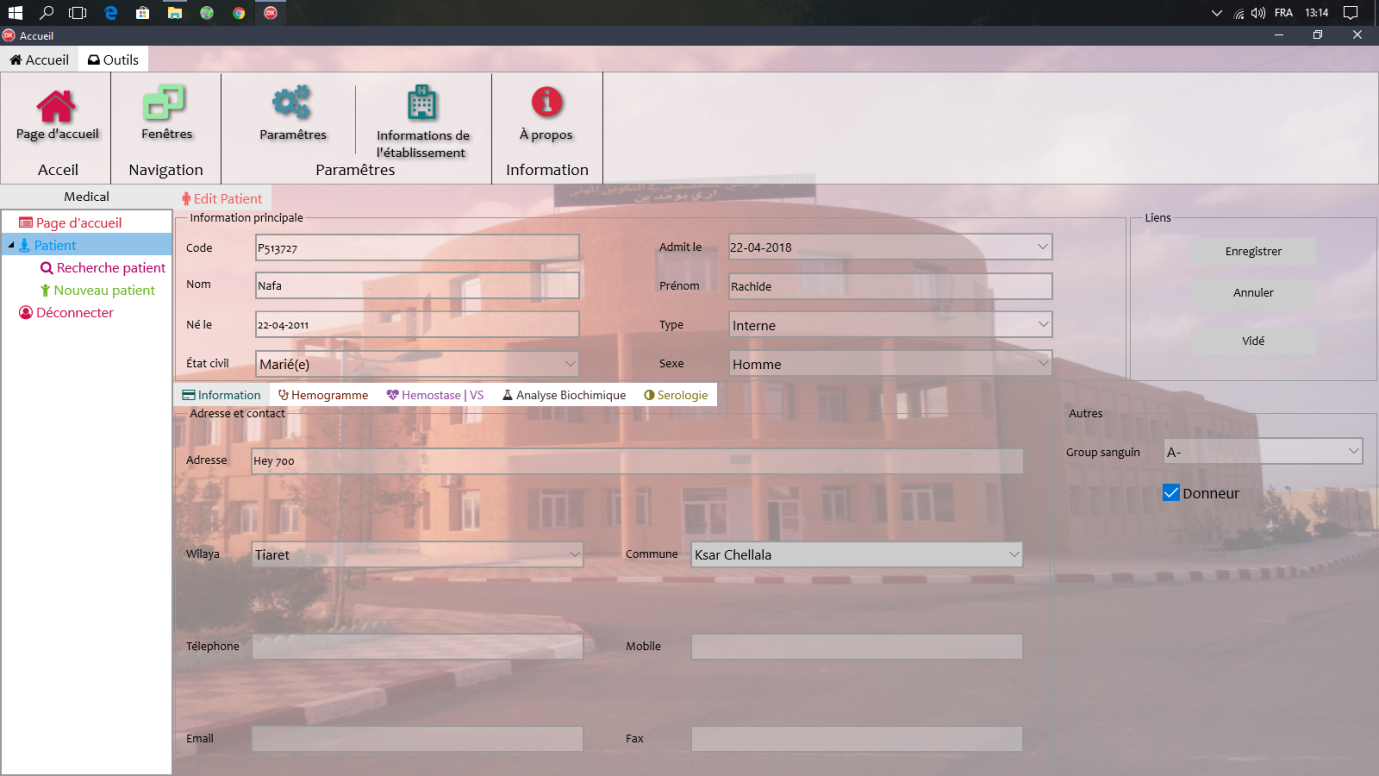 FRA 13:14
Accueil
Accueil Outils
Page d'accueil Fenêtres Paramêtres Informations de l'établissement À propos
Acceil Navigation Paramêtres Information
Medical
Edit Patient
Page d'accueil
Patient
Recherche patient
Nouveau patient
Déconnecter
Information principale
Code P513727 Admit le 22-04-2018
Nom Nafa Prénom Rachide
Né le 22-04-2011 Type Interne
État civil Marié(e) Sexe Homme
Liens
Enregistrer
Annuler
Vidé
Information Hemogramme Hemostase | VS Analyse Biochimique Serologie
Adresse et contact
Adresse Hey 700
Wilaya Tiaret Commune Ksar Chellala
Télephone Mobile
Email Fax
Autres
Group sanguin A-
Donneur